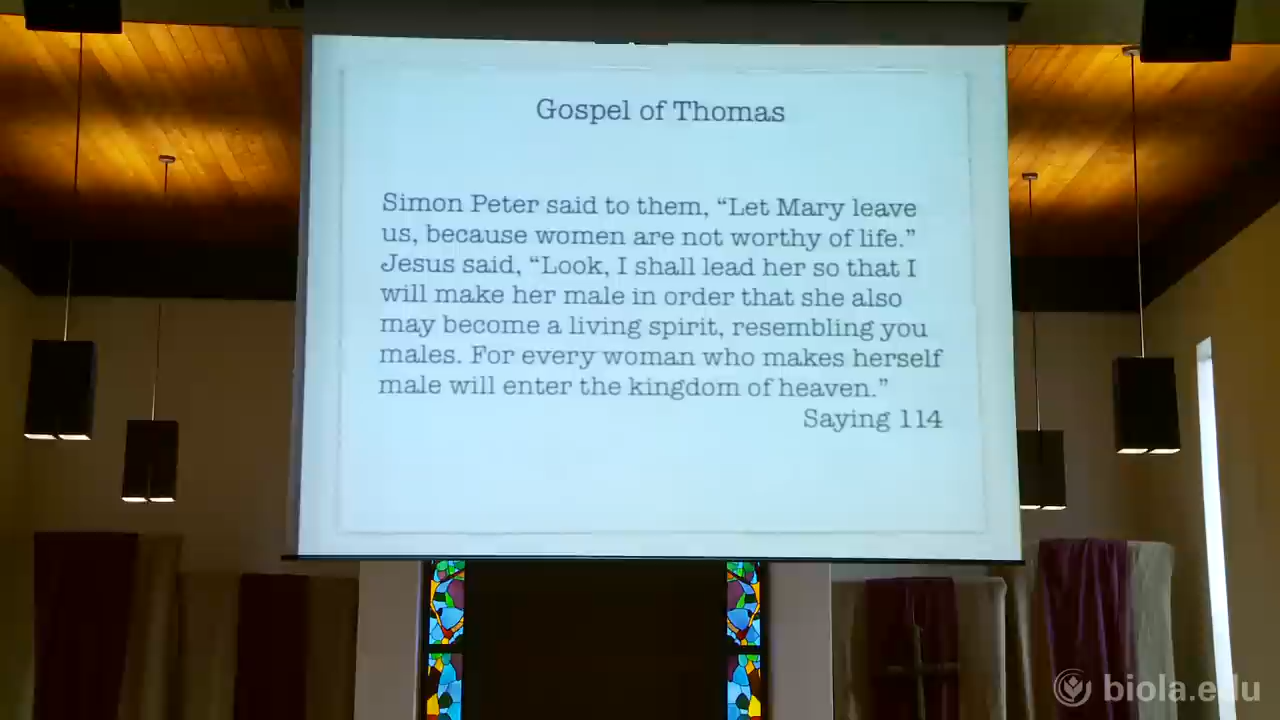 Gospel of Thomas
Simon Peter said to them, “Let Mary leave
us, because women are not worthy of life.”
Jesus said, “Look, I shall lead her so that I
will make her male in order that she also
may become a living spirit, resembling you
males. For every woman who makes herself
male will enter the kingdom of heaven.”
Saying 114
biola.edu